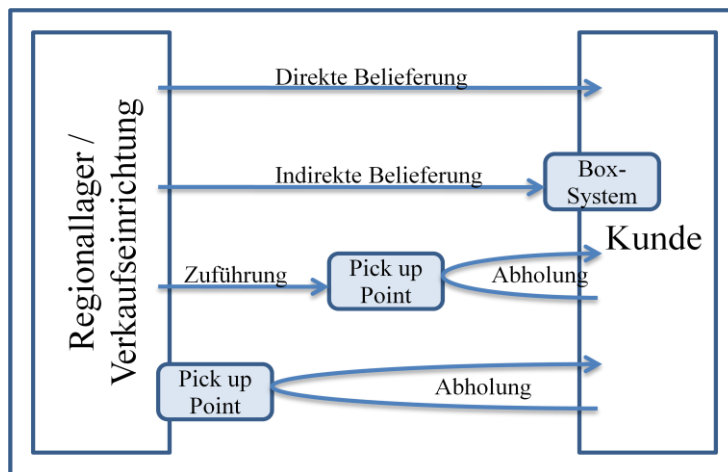 Regionallager /
Verkaufseinrichtung
Direkte Belieferung
Indirekte Belieferung
Box-
System
Kunde
Zuführung
Pick up
Point
Abholung
Pick up
Point
Abholung